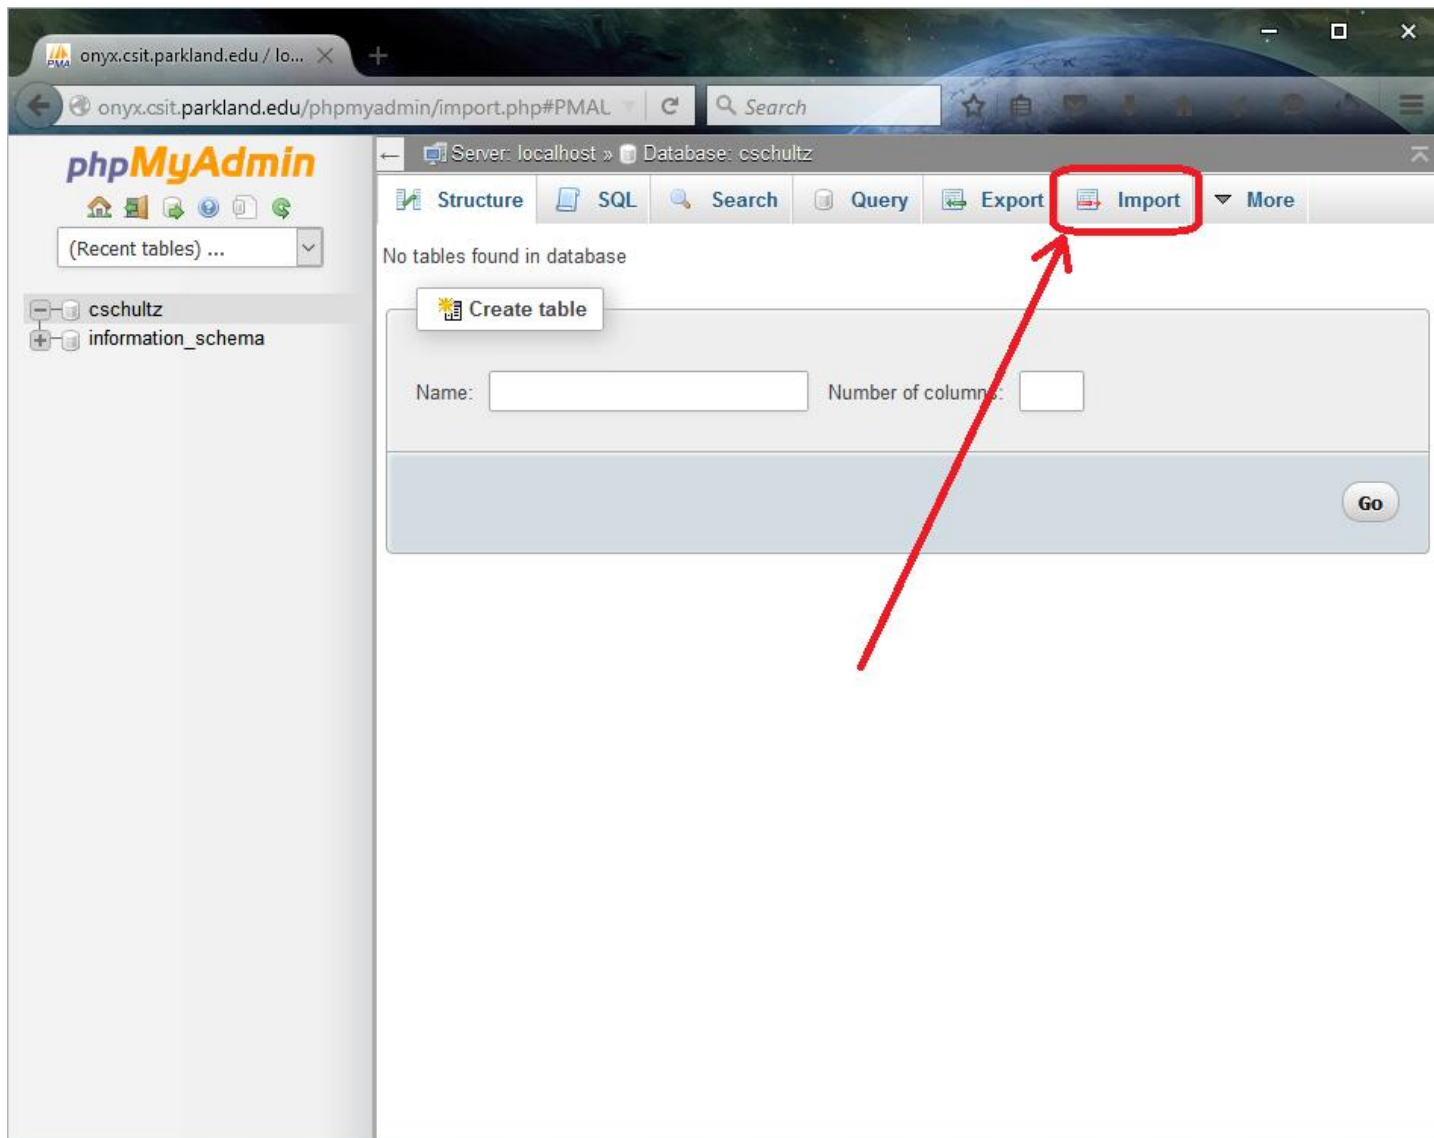 onyx.csit.parkland.edu / lo...
onyx.csit.parkland.edu/phpmyadmin/import.php#PMAU
Search
phpMyAdmin
Server: localhost » Database: cschultz
Structure SQL Search Query Export Import More
(Recent tables) ...
No tables found in database
cschultz
Create table
information_schema
Name: Number of columns:
Go